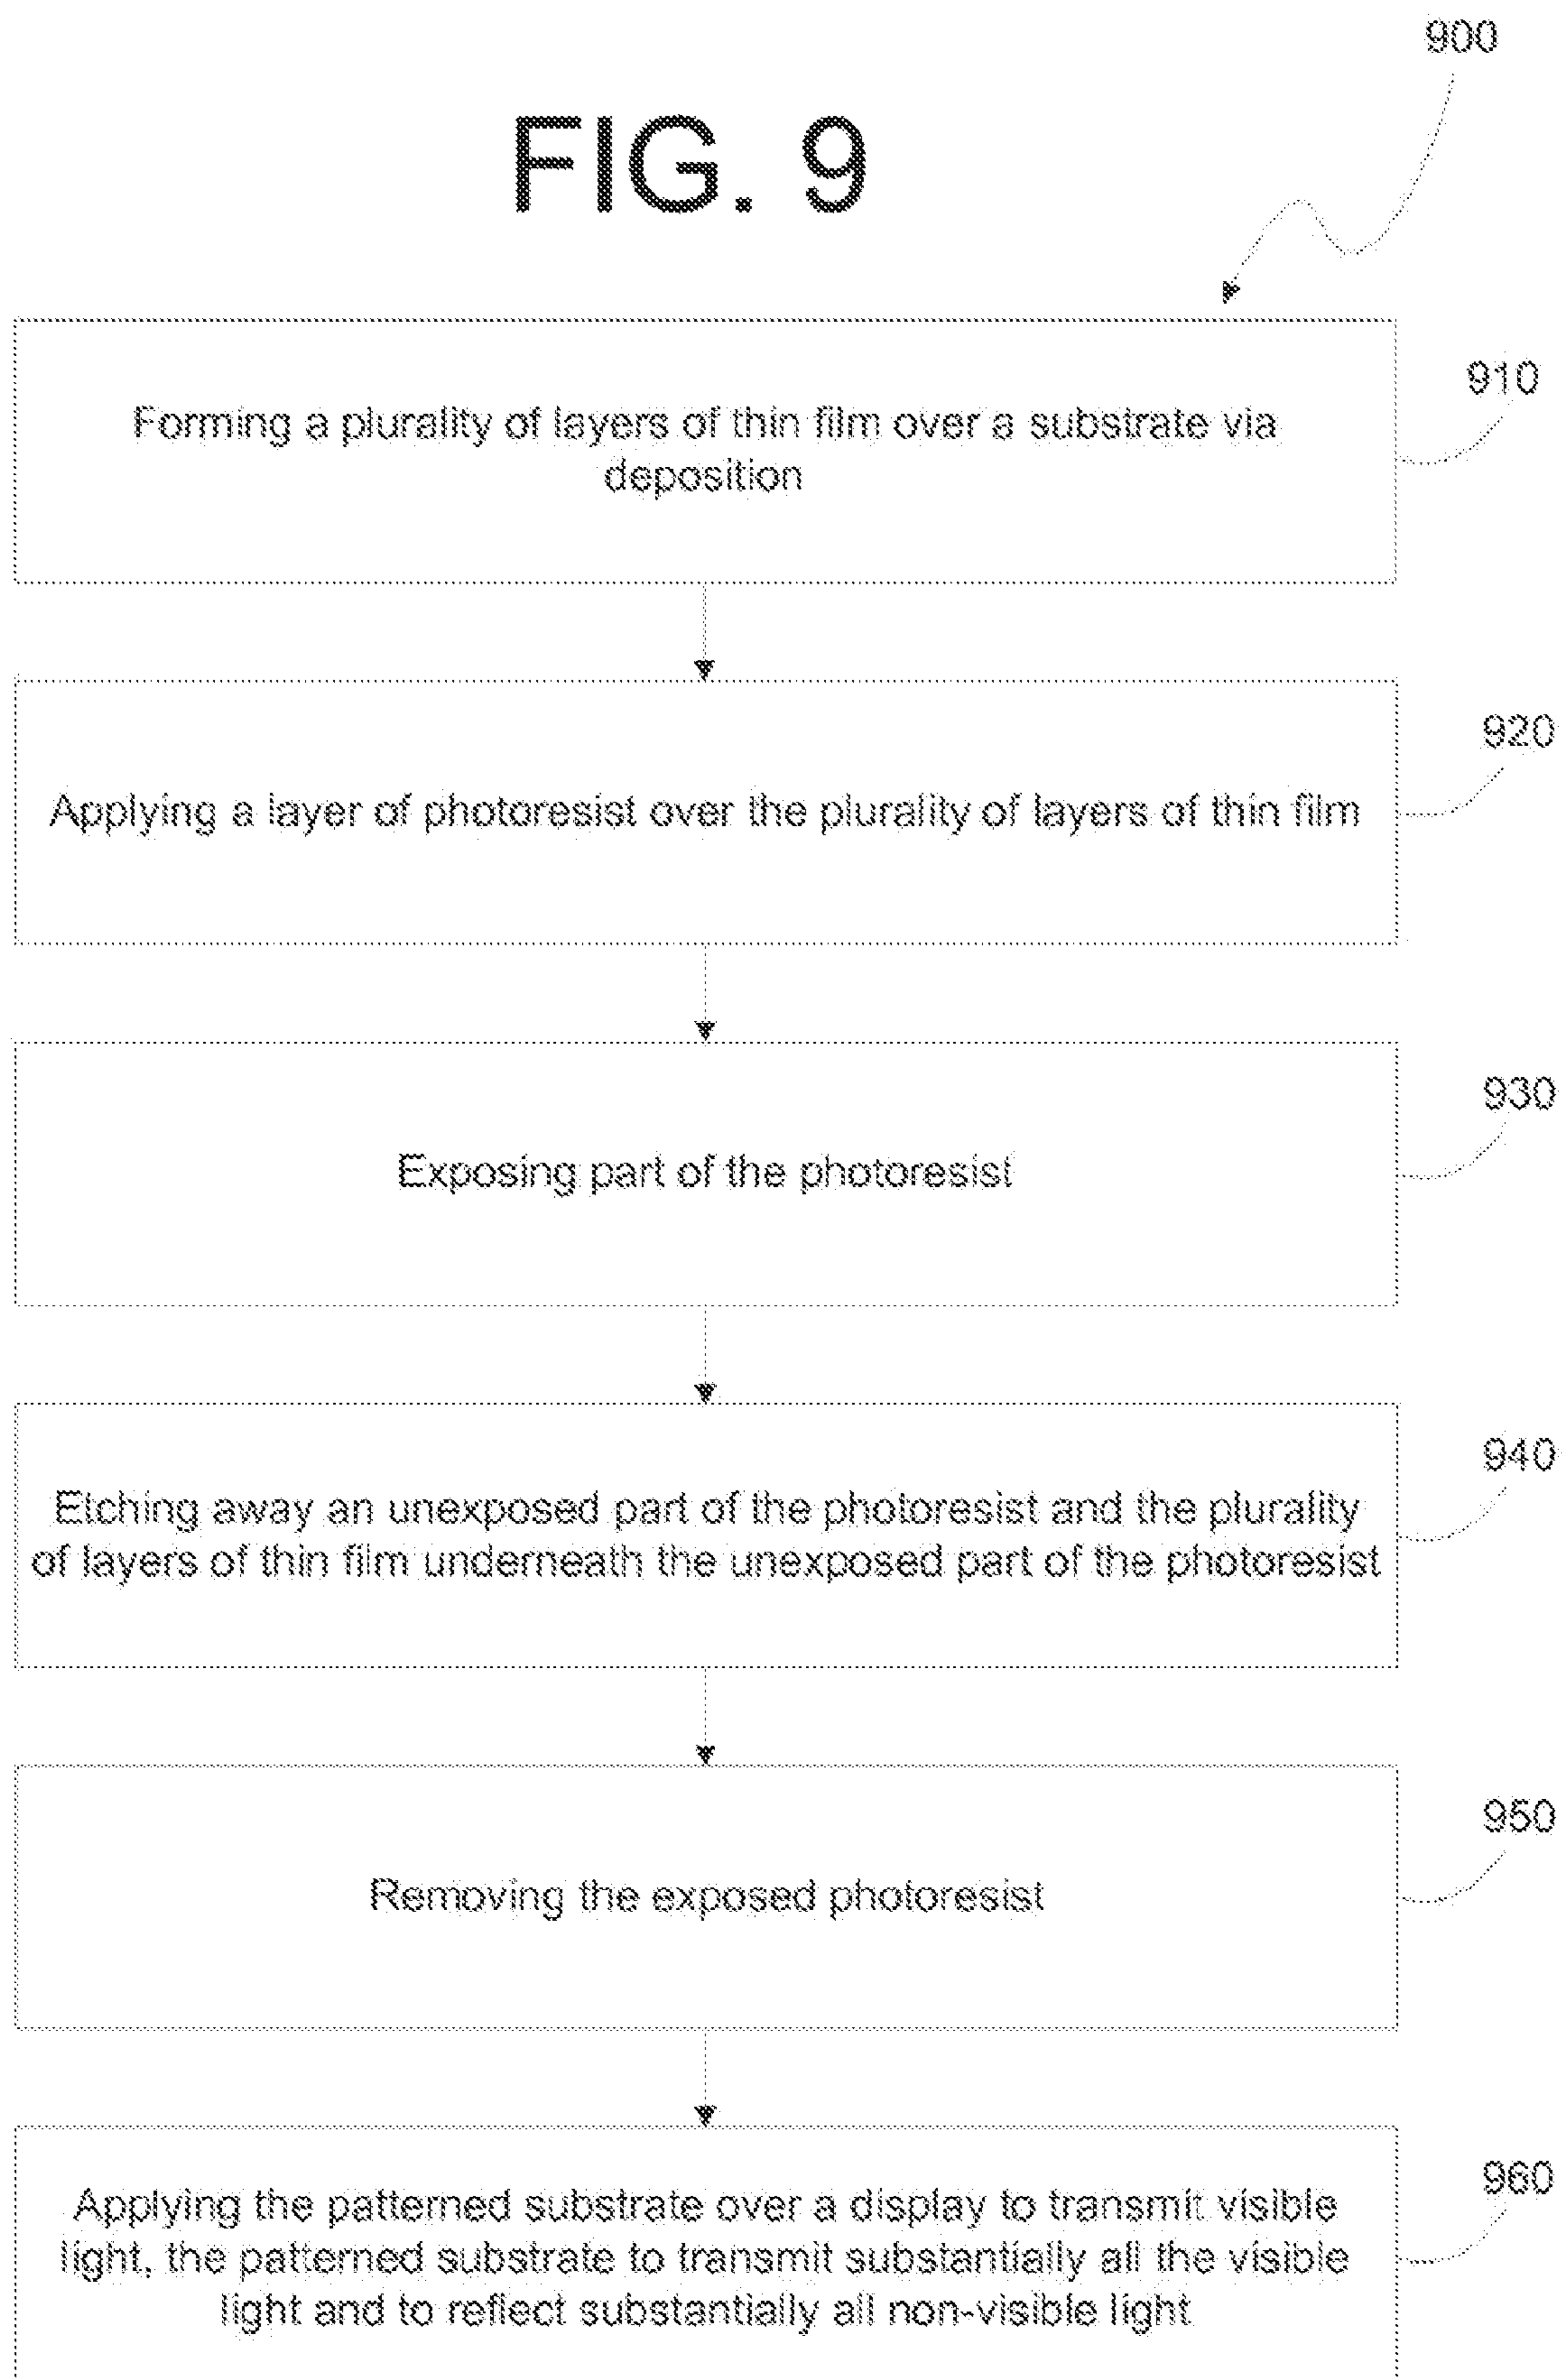 900
FIG. 9
910
Forming a plurality of layers of thin film over a substrate via
deposition
920
Applying a layer of photoresist over the plurality of layers of thin film
930
Exposing part of the photoresist
940
Etching away an unexposed part of the photoresist and the plurality
of layers of thin film underneath the unexposed part of the photoresist
950
Removing the exposed photoresist
960
Applying the patterned substrate over a display to transmit visible
light, the patterned substrate to transmit substantially all the visible
light and to reflect substantially all non-visible light